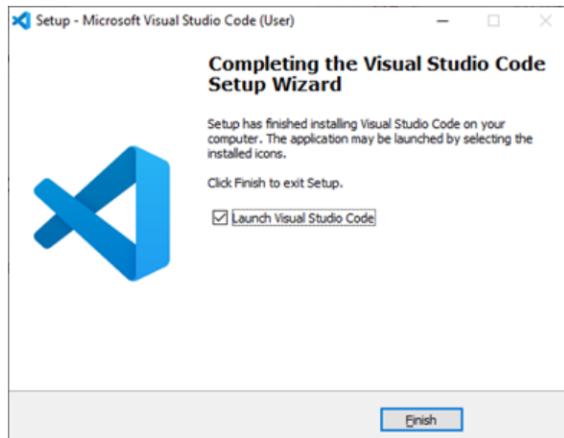 Setup - Microsoft Visual Studio Code (User)
Completing the Visual Studio Code
Setup Wizard
Setup has finished installing Visual Studio Code on your
computer. The application may be launched by selecting the
installed icons.
Click Finish to exit Setup.
Launch Visual Studio Code
Finish